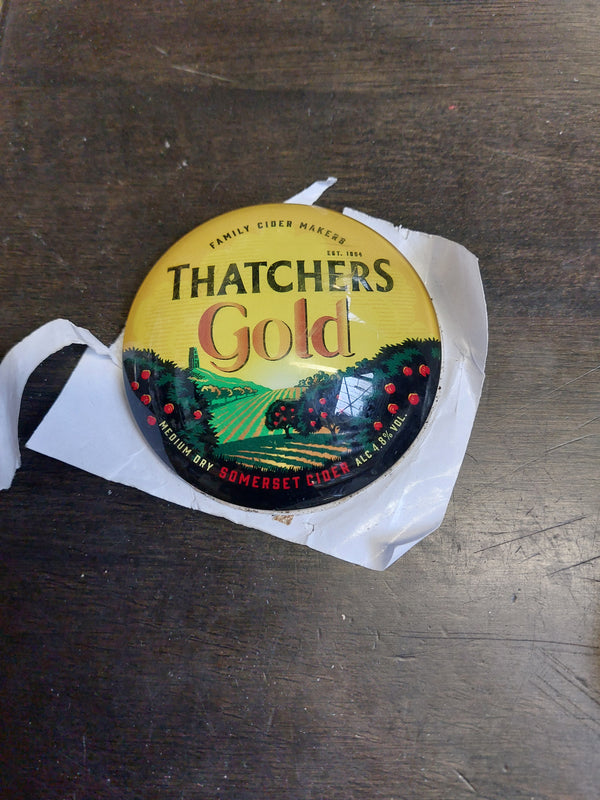 FAMILY CIDER MAKERS
EST. 1904
THATCHERS
Gold
MEDIUM DRY SOMERSET CIDER ALC 4.8% VOL.